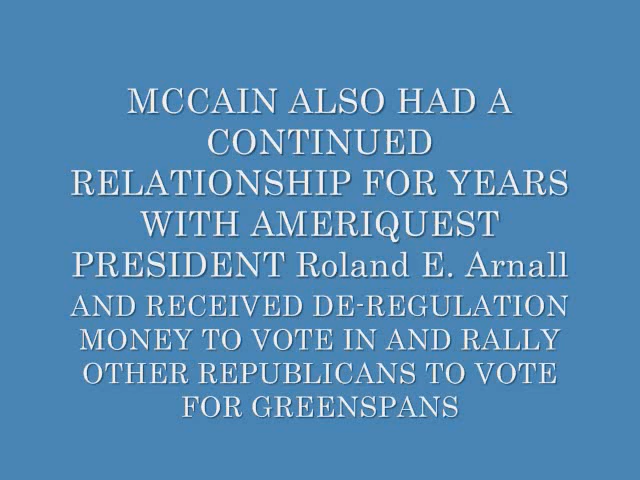 MCCAIN ALSO HAD A
CONTINUED
RELATIONSHIP FOR YEARS
WITH AMERIQUEST
PRESIDENT Roland E. Arnall
AND RECEIVED DE-REGULATION
MONEY TO VOTE IN AND RALLY
OTHER REPUBLICANS TO VOTE
FOR GREENSPANS